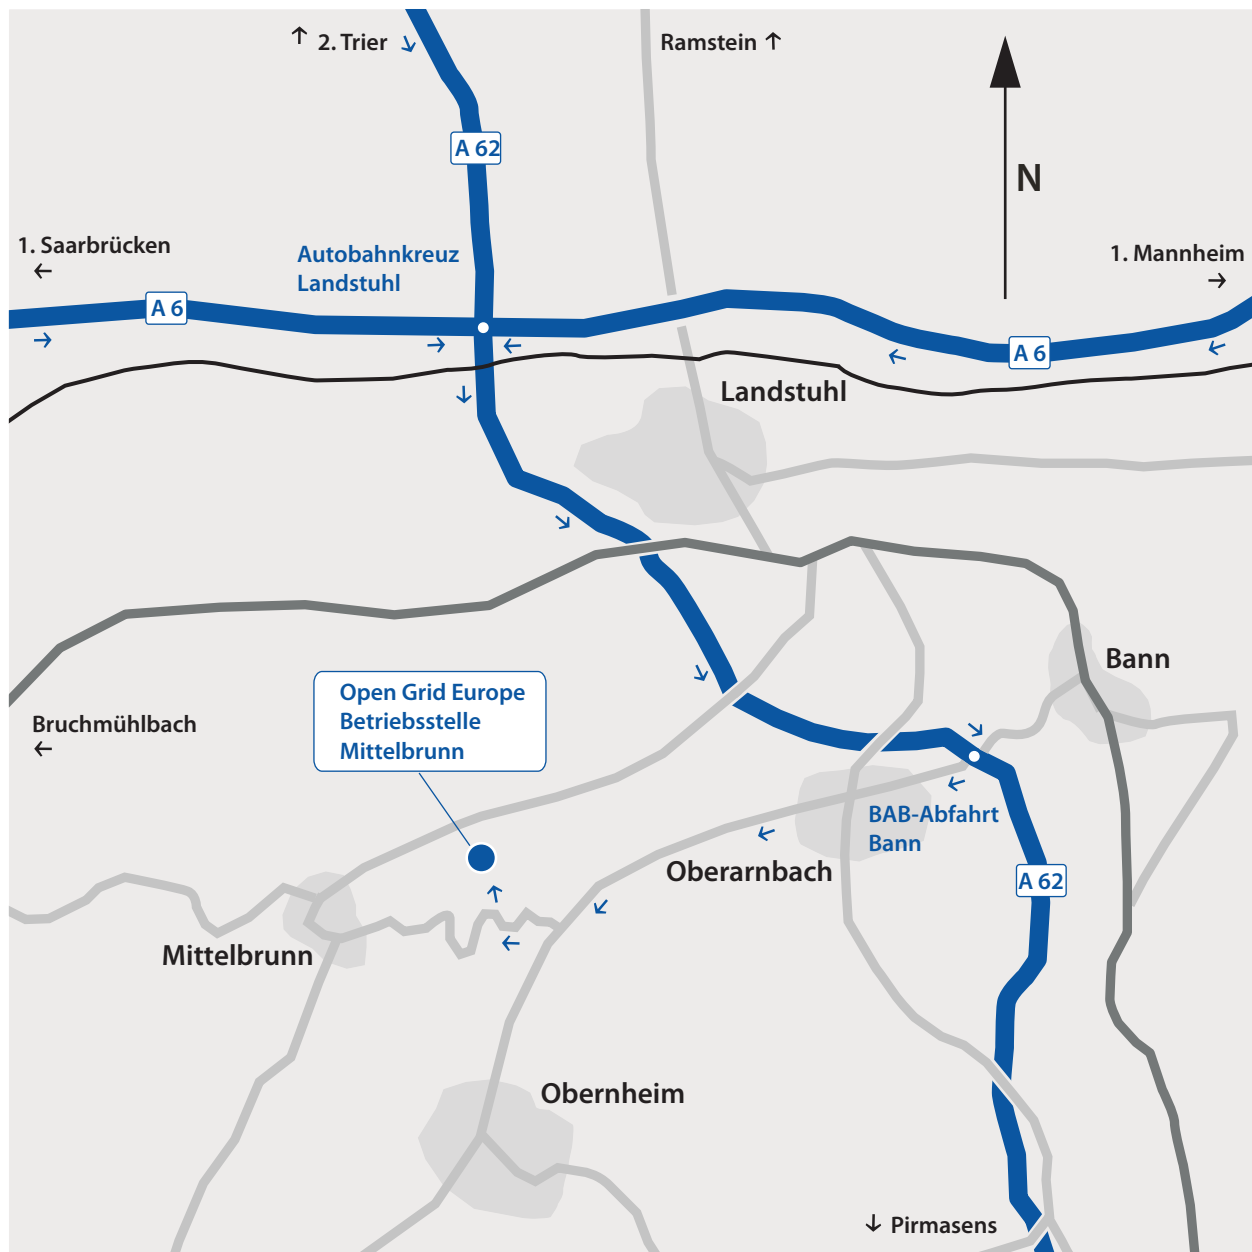 ↑ 2. Trier
Ramstein ↑
A 62
N
1. Saarbrücken
←
Autobahnkreuz
Landstuhl
1. Mannheim
→
A 6
A 6
Landstuhl
Bann
Open Grid Europe
Betriebsstelle
Mittelbrunn
Bruchmühlbach
←
BAB-Abfahrt
Bann
Oberarnbach
A 62
Mittelbrunn
Obernheim
↓ Pirmasens